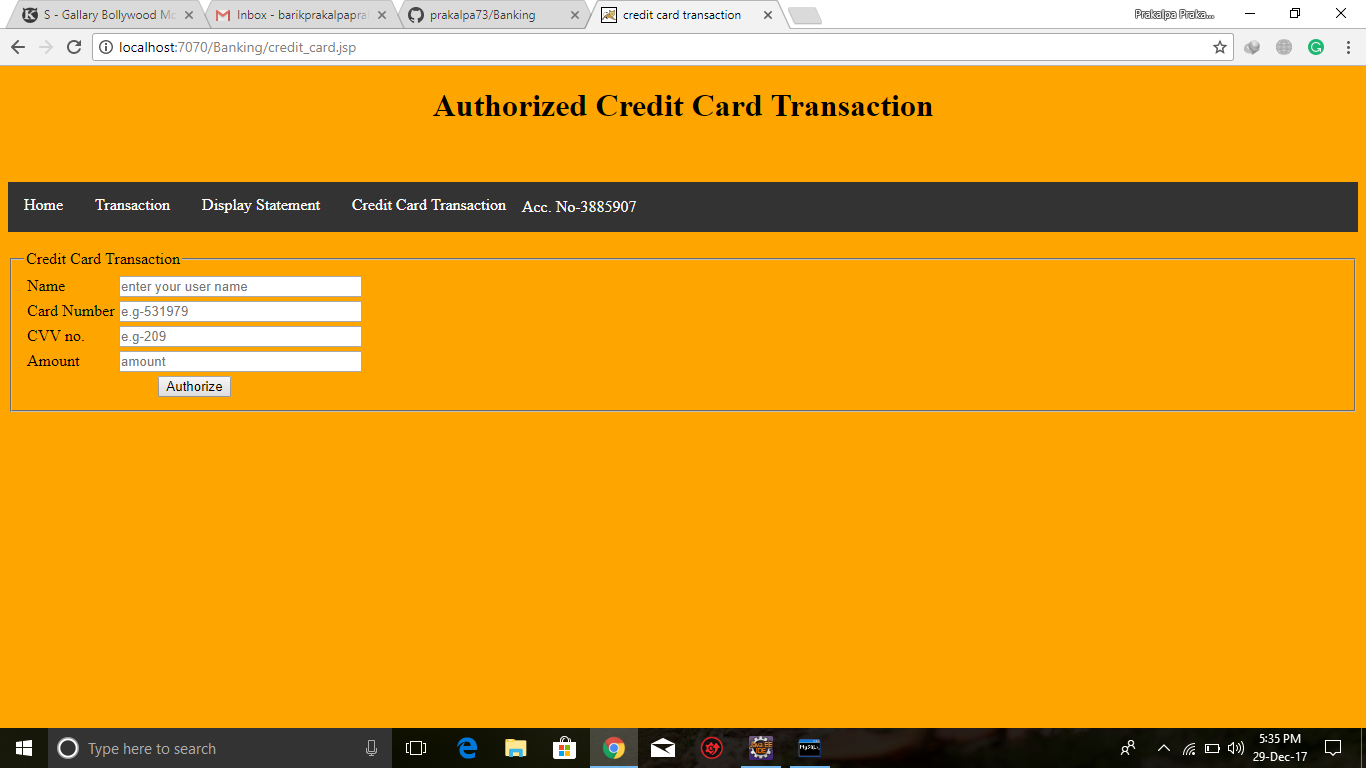 S - Gallary Bollywood Mo
Inbox - barikprakalpapral
prakalpa73/Banking
credit card transaction
Prakalpa Praka...
localhost:7070/Banking/credit_card.jsp
Authorized Credit Card Transaction
Home Transaction Display Statement Credit Card Transaction Acc. No-3885907
Credit Card Transaction
Name enter your user name
Card Number e.g-531979
CVV no. e.g-209
Amount amount
Authorize
Type here to search
5:35 PM
29-Dec-17